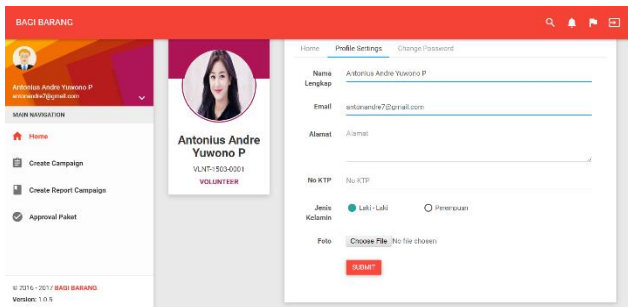 BAGI BARANG
Antonius Andre Yuwono P
antonandre7@gmail.com
MAIN NAVIGATION
Home
Create Campaign
Create Report Campaign
Approval Paket
© 2016 - 2017 BAGI BARANG
Version: 1.0.5
Antonius Andre
Yuwono P
VLNT-1503-0001
VOLUNTEER
Home Profile Settings Change Password
Nama Lengkap Antonius Andre Yuwono P
Email antonandre7@gmail.com
Alamat Alamat
No KTP No KTP
Jenis Kelamin Laki - Laki Perempuan
Foto Choose File No file chosen
SUBMIT